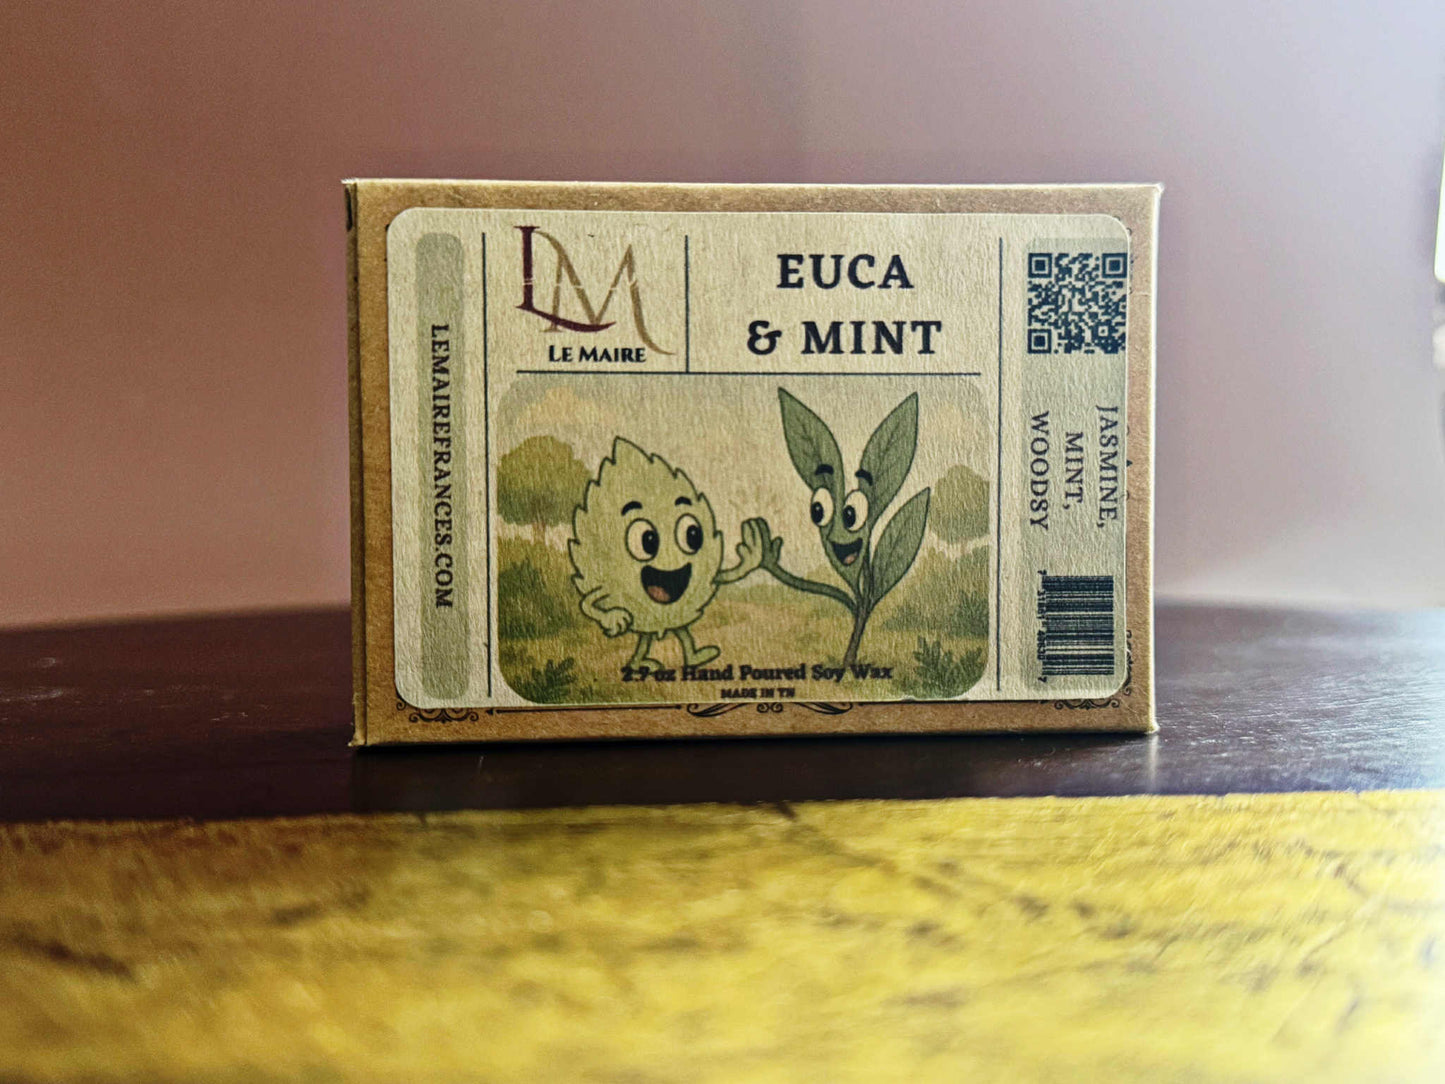 LEMAIREFRANCES.COM
LM
LE MAIRE
EUCA
& MINT
JASMINE,
MINT,
WOODSY
2.7 oz Hand Poured Soy Wax
MADE IN TN